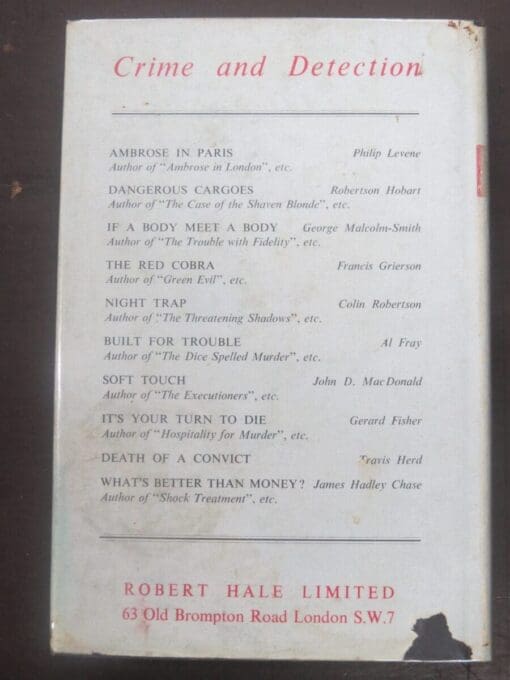 Crime and Detection
AMBROSE IN PARIS Philip Levene
Author of "Ambrose in London", etc.
DANGEROUS CARGOES Robertson Hobart
Author of "The Case of the Shaven Blonde", etc.
IF A BODY MEET A BODY George Malcolm-Smith
Author of "The Trouble with Fidelity", etc.
THE RED COBRA Francis Grierson
Author of "Green Evil", etc.
NIGHT TRAP Colin Robertson
Author of "The Threatening Shadows", etc.
BUILT FOR TROUBLE Al Fray
Author of "The Dice Spelled Murder", etc.
SOFT TOUCH John D. MacDonald
Author of "The Executioners", etc.
IT'S YOUR TURN TO DIE Gerard Fisher
Author of "Hospitality for Murder", etc.
DEATH OF A CONVICT Travis Herd
WHAT'S BETTER THAN MONEY? James Hadley Chase
Author of "Shock Treatment", etc.
ROBERT HALE LIMITED
63 Old Brompton Road London S.W.7